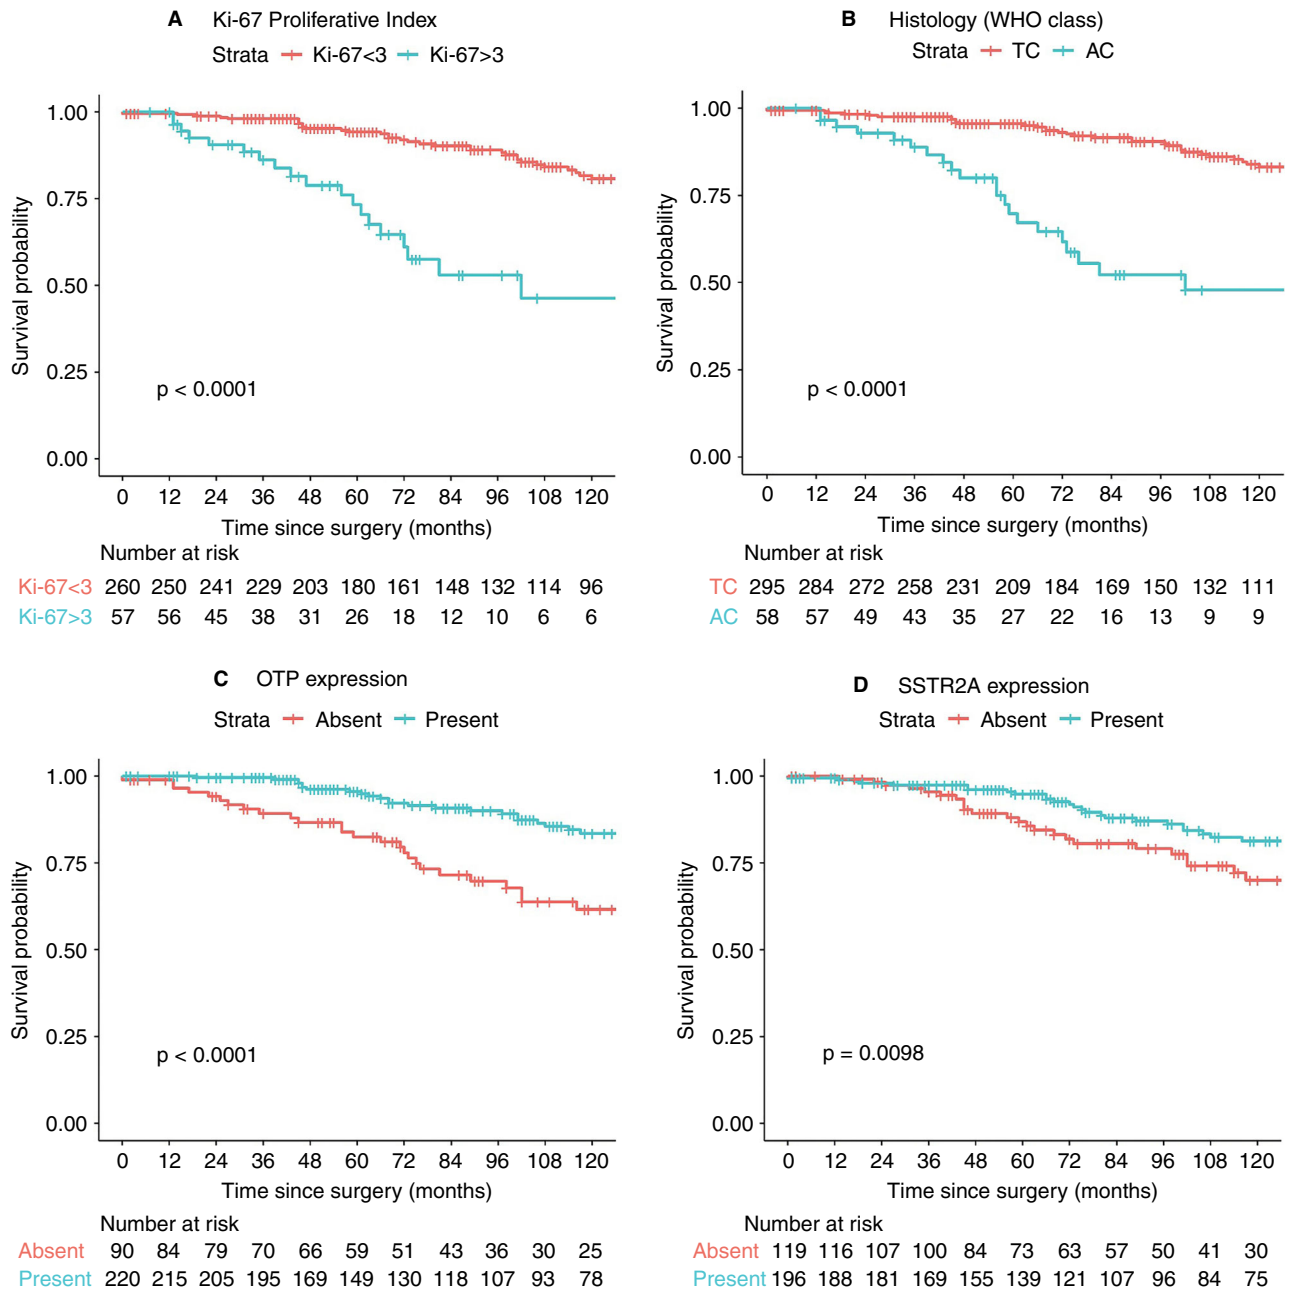 A Ki-67 Proliferative Index
Strata Ki-67<3 Ki-67>3
1.00
0.75
0.50
0.25
0.00
Survival probability
p < 0.0001
0 12 24 36 48 60 72 84 96 108 120
Time since surgery (months)
Number at risk
Ki-67<3 260 250 241 229 203 180 161 148 132 114 96
Ki-67>3 57 56 45 38 31 26 18 12 10 6 6
B Histology (WHO class)
Strata TC AC
1.00
0.75
0.50
0.25
0.00
Survival probability
p < 0.0001
0 12 24 36 48 60 72 84 96 108 120
Time since surgery (months)
Number at risk
TC 295 284 272 258 231 209 184 169 150 132 111
AC 58 57 49 43 35 27 22 16 13 9 9
C OTP expression
Strata Absent Present
1.00
0.75
0.50
0.25
0.00
Survival probability
p < 0.0001
0 12 24 36 48 60 72 84 96 108 120
Time since surgery (months)
Number at risk
Absent 90 84 79 70 66 59 51 43 36 30 25
Present 220 215 205 195 169 149 130 118 107 93 78
D SSTR2A expression
Strata Absent Present
1.00
0.75
0.50
0.25
0.00
Survival probability
p = 0.0098
0 12 24 36 48 60 72 84 96 108 120
Time since surgery (months)
Number at risk
Absent 119 116 107 100 84 73 63 57 50 41 30
Present 196 188 181 169 155 139 121 107 96 84 75